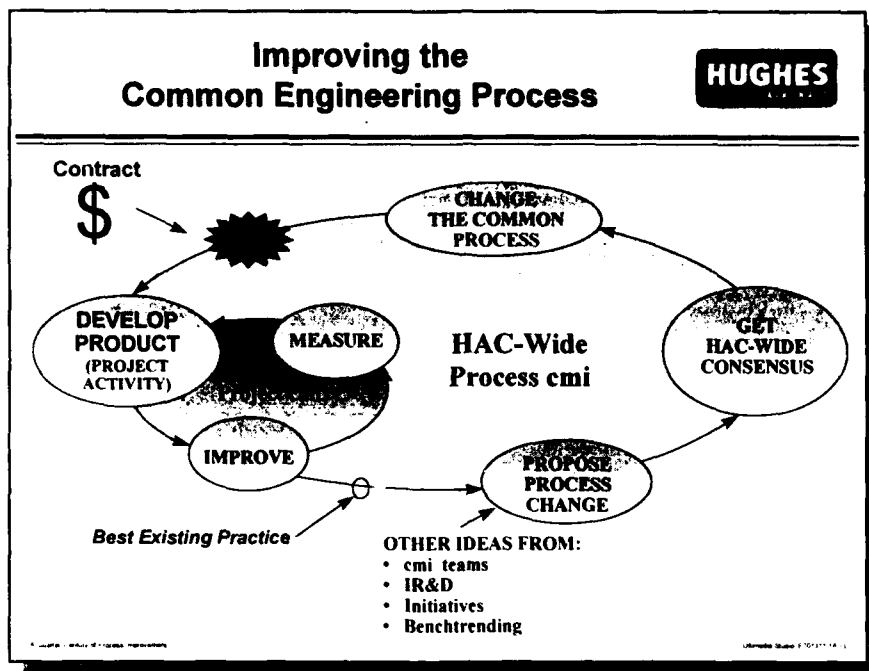 Improving the
Common Engineering Process
HUGHES
Contract
$
CHANGE
THE COMMON
PROCESS
DEVELOP
PRODUCT
(PROJECT
ACTIVITY)
MEASURE
HAC-Wide
Process cmi
GET
HAC-WIDE
CONSENSUS
IMPROVE
PROPOSE
PROCESS
CHANGE
Best Existing Practice
OTHER IDEAS FROM:
• cmi teams
• IR&D
• Initiatives
• Benchtrending